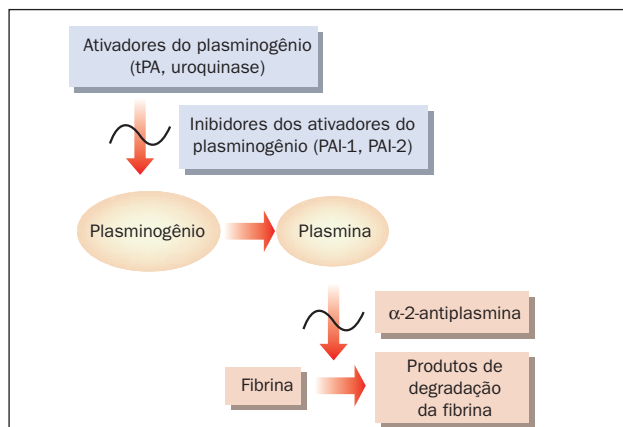 Ativadores do plasminogênio
(tPA, uroquinase)
Inibidores dos ativadores do
plasminogênio (PAI-1, PAI-2)
Plasminogênio
Plasmina
α-2-antiplasmina
Fibrina
Produtos de
degradação
da fibrina